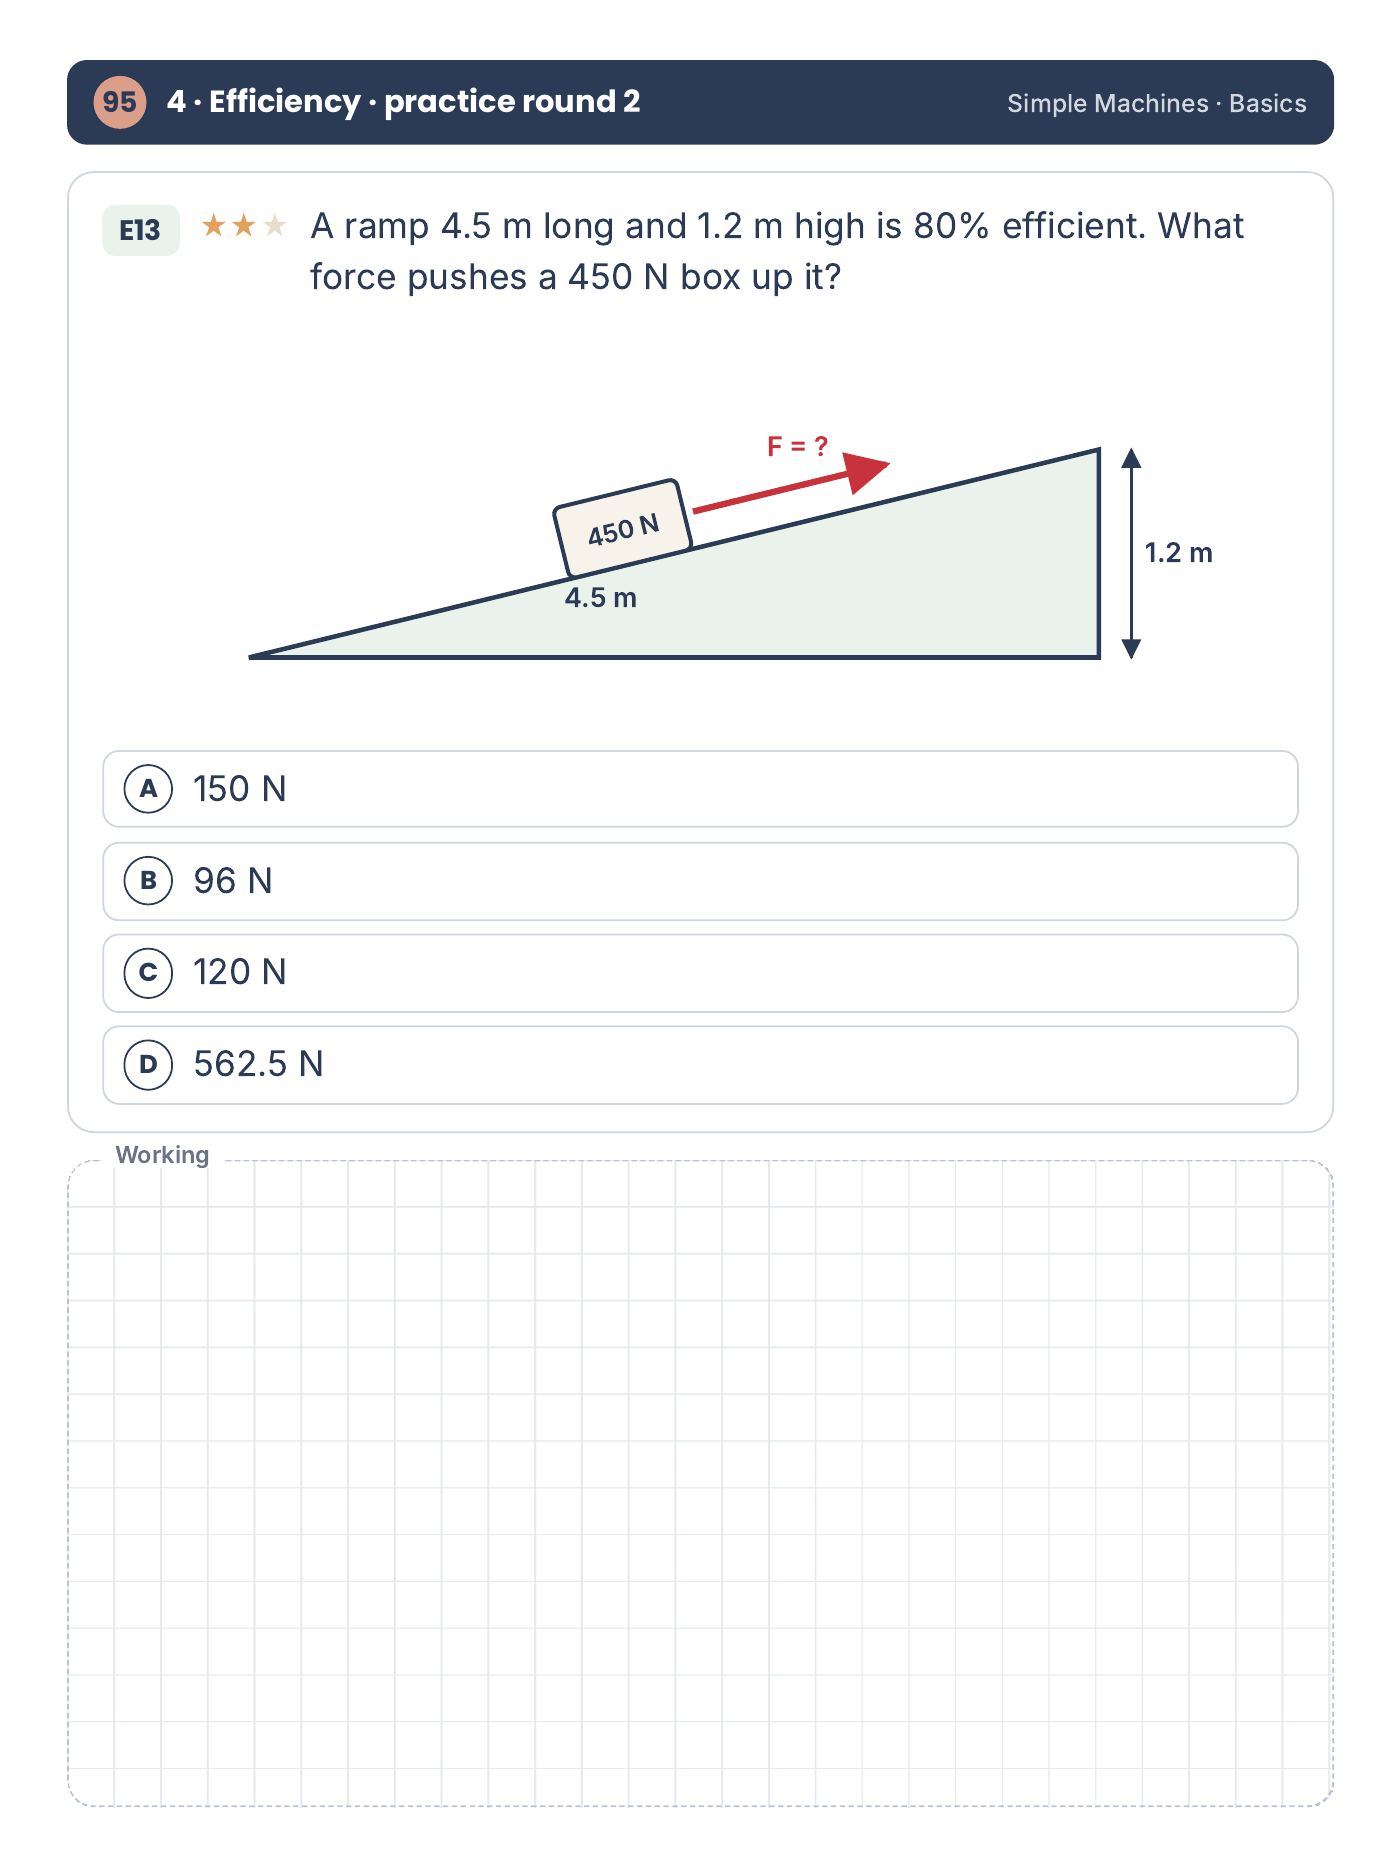 95 4 · Efficiency · practice round 2 Simple Machines · Basics
E13 ★★★ A ramp 4.5 m long and 1.2 m high is 80% efficient. What
force pushes a 450 N box up it?
F = ?
450 N
1.2 m
4.5 m
A 150 N
B 96 N
C 120 N
D 562.5 N
Working